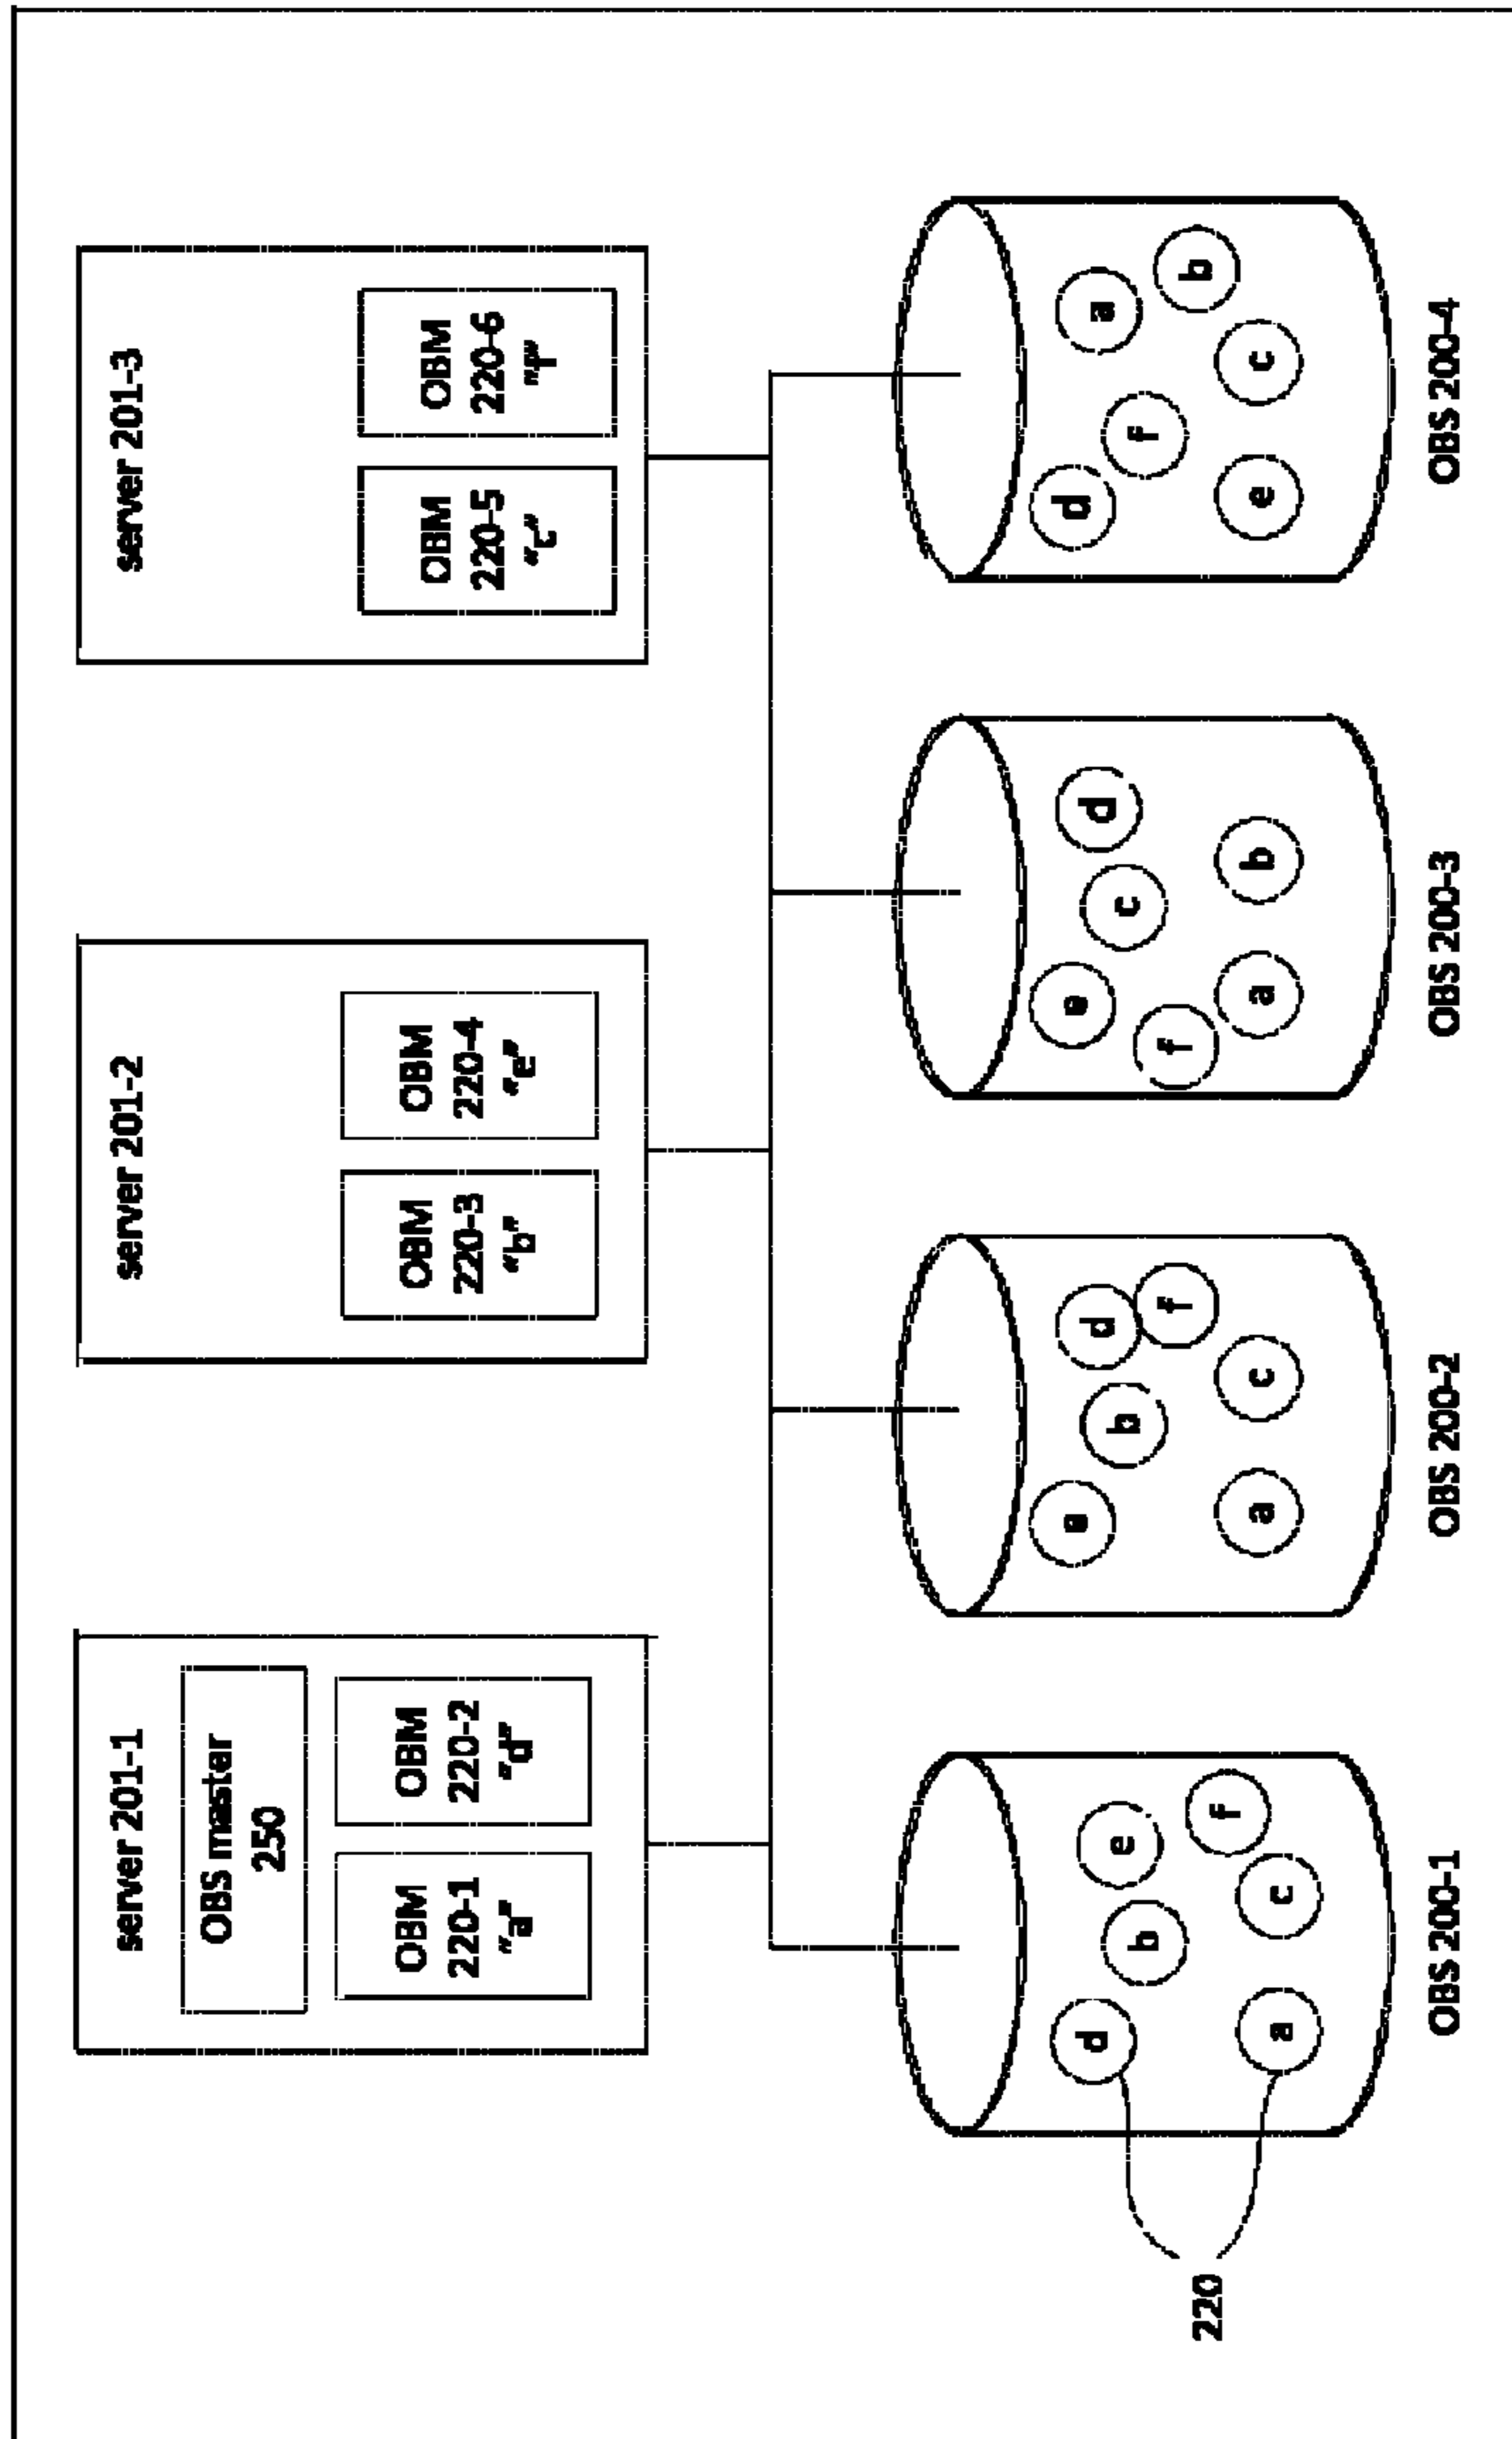 server 201-1
OBS master
250
OBM
220-1
"a"
OBM
220-2
"d"
server 201-2
OBM
220-3
"b"
OBM
220-4
"e"
server 201-3
OBM
220-5
"c"
OBM
220-6
"f"
d
b
e
f
c
a
OBS 200-1
e
b
d
f
c
a
OBS 200-2
e
c
d
f
a
b
OBS 200-3
d
f
a
b
e
c
OBS 200-4
220